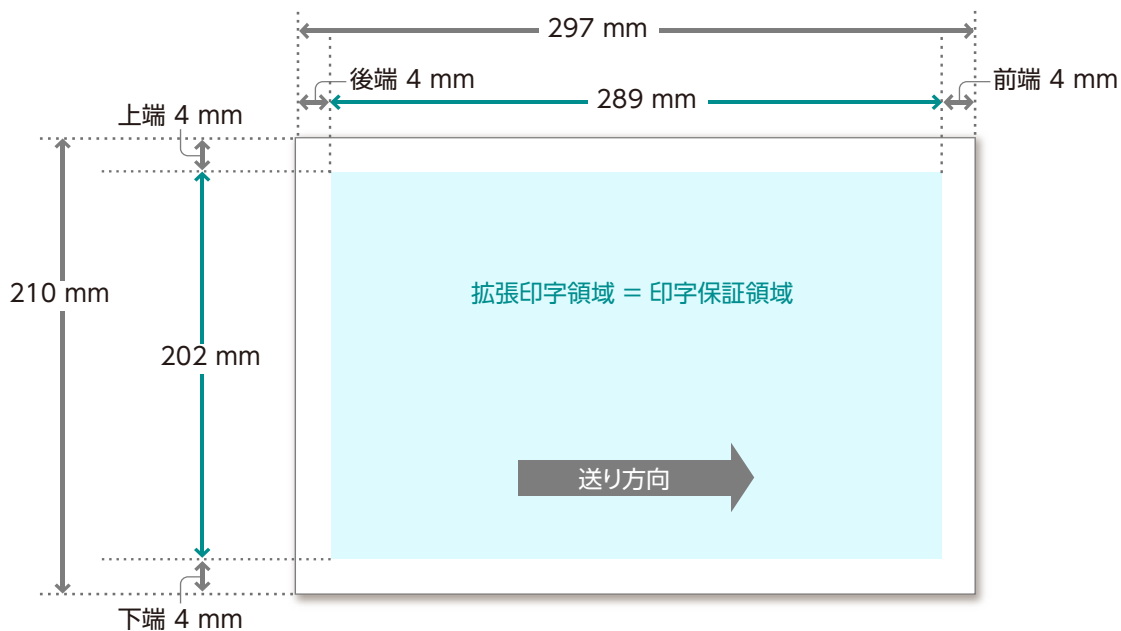 297 mm
後端 4 mm
289 mm
前端 4 mm
上端 4 mm
210 mm
202 mm
拡張印字領域 = 印字保証領域
送り方向
下端 4 mm